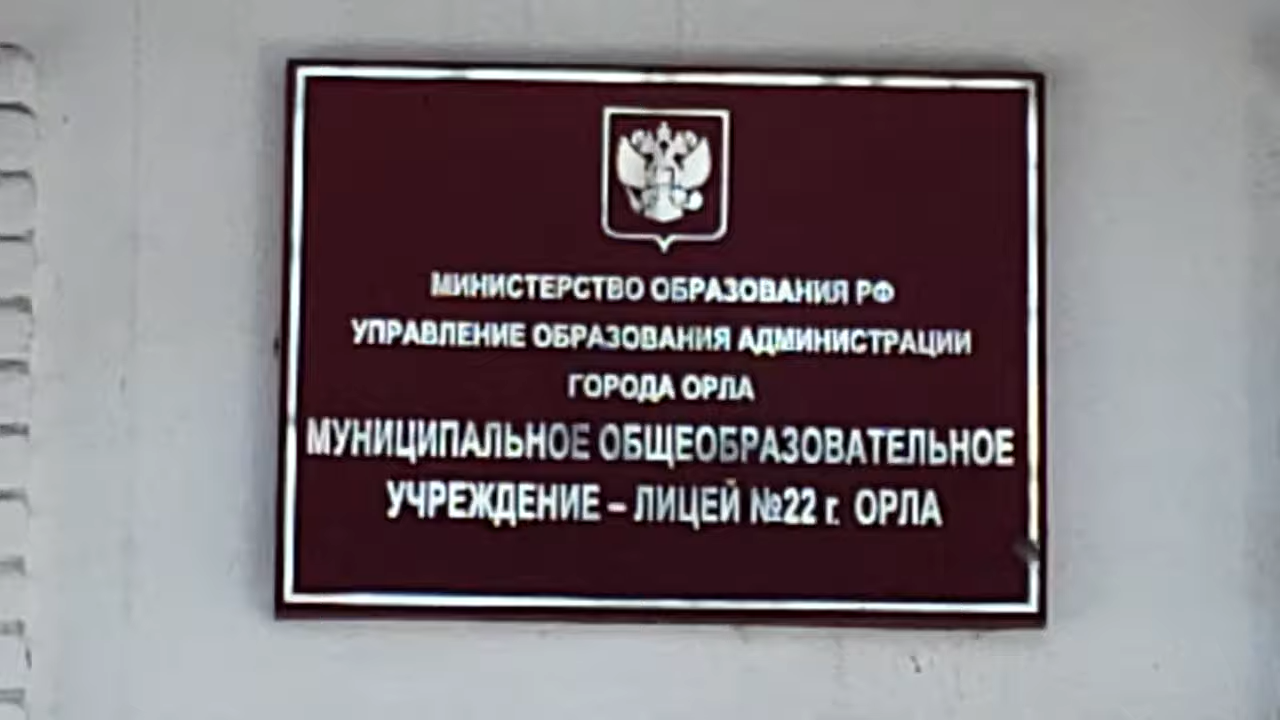 МИНИСТЕРСТВО ОБРАЗОВАНИЯ РФ
УПРАВЛЕНИЕ ОБРАЗОВАНИЯ АДМИНИСТРАЦИИ
ГОРОДА ОРЛА
МУНИЦИПАЛЬНОЕ ОБЩЕОБРАЗОВАТЕЛЬНОЕ
УЧРЕЖДЕНИЕ – ЛИЦЕЙ №22 г. ОРЛА